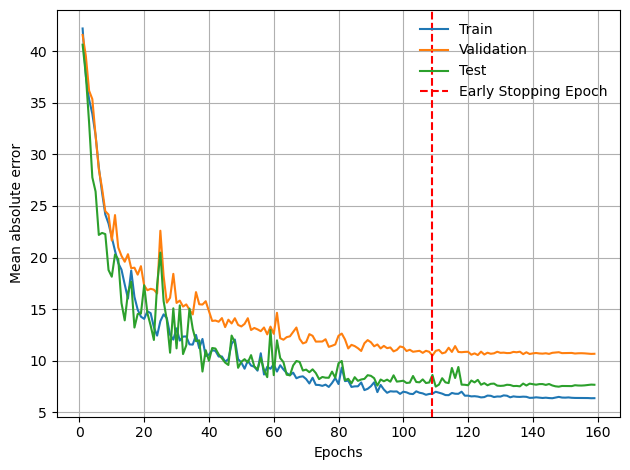 40
35
30
25
20
15
10
5
Mean absolute error
Train
Validation
Test
Early Stopping Epoch
0 20 40 60 80 100 120 140 160
Epochs